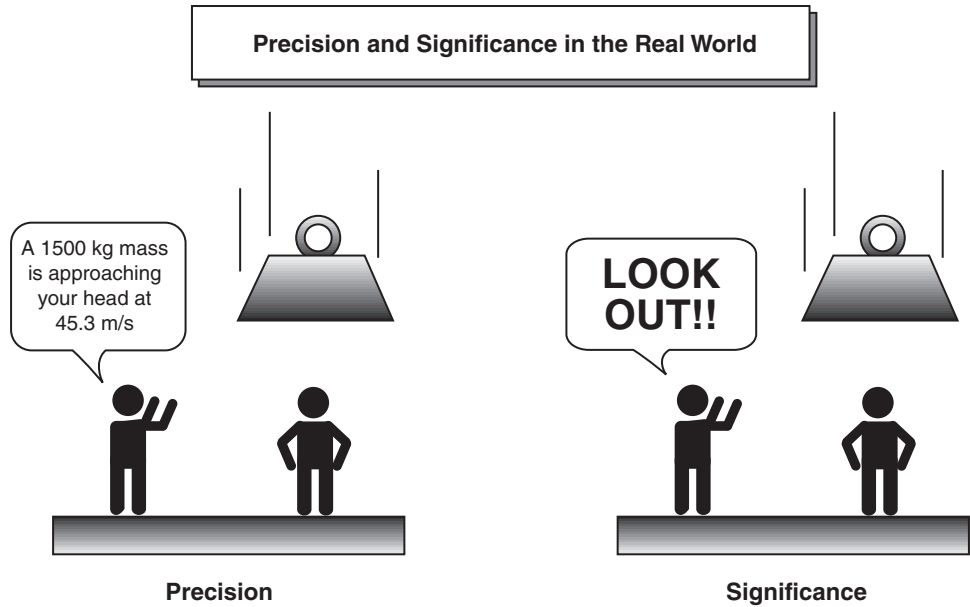 Precision and Significance in the Real World
A 1500 kg mass
is approaching
your head at
45.3 m/s
LOOK
OUT!!
Precision
Significance